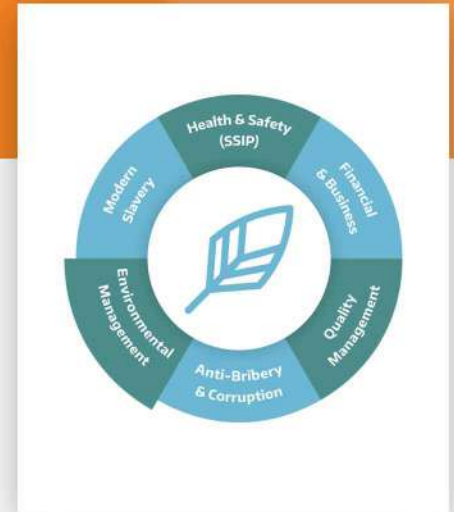 Health & Safety
(SSIP)
Financial
& Business
Quality
Management
Anti-Bribery
& Corruption
Environmental
Management
Modern
Slavery